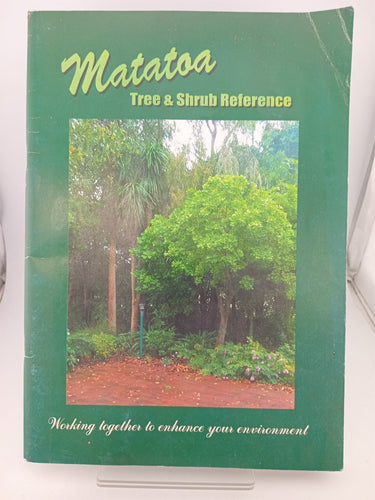 Matatoa
Tree & Shrub Reference
Working together to enhance your environment